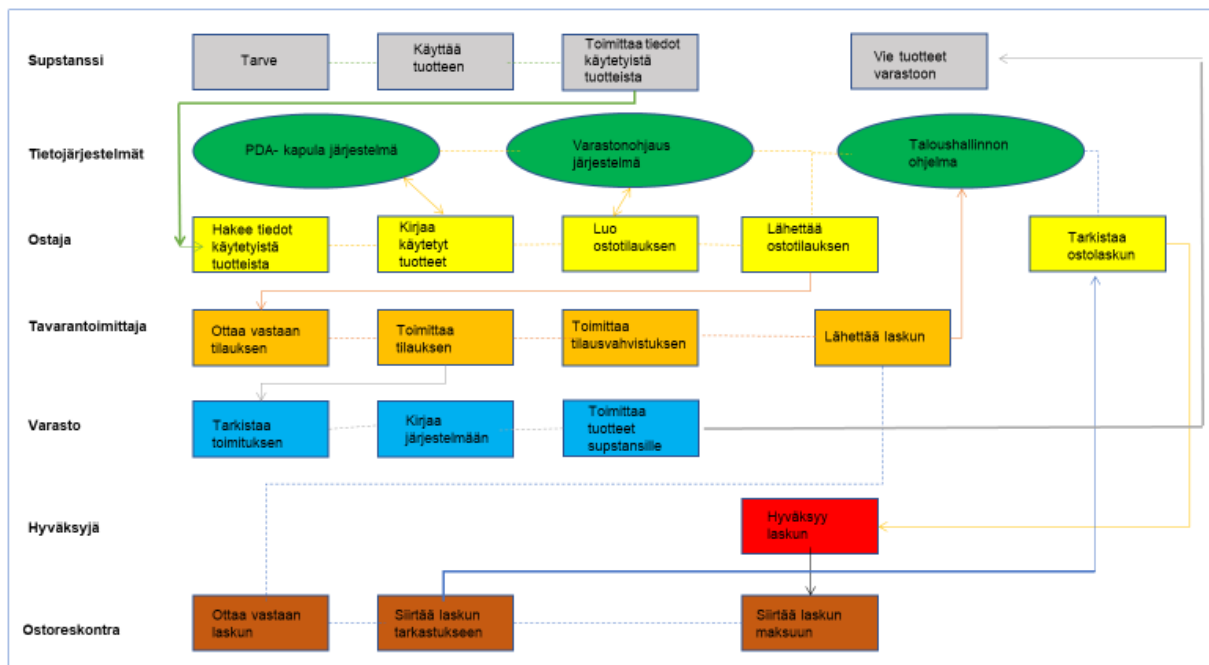 Supstanssi
Tarve
Käyttää
tuotteen
Toimittaa tiedot
käytetyistä
tuotteista
Vie tuotteet
varastoon
Tietojärjestelmät
PDA- kapula järjestelmä
Varastonohjaus
järjestelmä
Taloushallinnon
ohjelma
Ostaja
Hakee tiedot
käytetyistä
tuotteista
Kirjaa
käytetyt
tuotteet
Luo
ostotilauksen
Lähettää
ostotilauksen
Tarkistaa
ostolaskun
Tavarantoimittaja
Ottaa vastaan
tilauksen
Toimittaa
tilauksen
Toimittaa
tilausvahvistuksen
Lähettää laskun
Varasto
Tarkistaa
toimituksen
Kirjaa
järjestelmään
Toimittaa
tuotteet
supstansille
Hyväksyjä
Hyväksyy
laskun
Ostoreskontra
Ottaa vastaan
laskun
Siirtää laskun
tarkastukseen
Siirtää laskun
maksuun